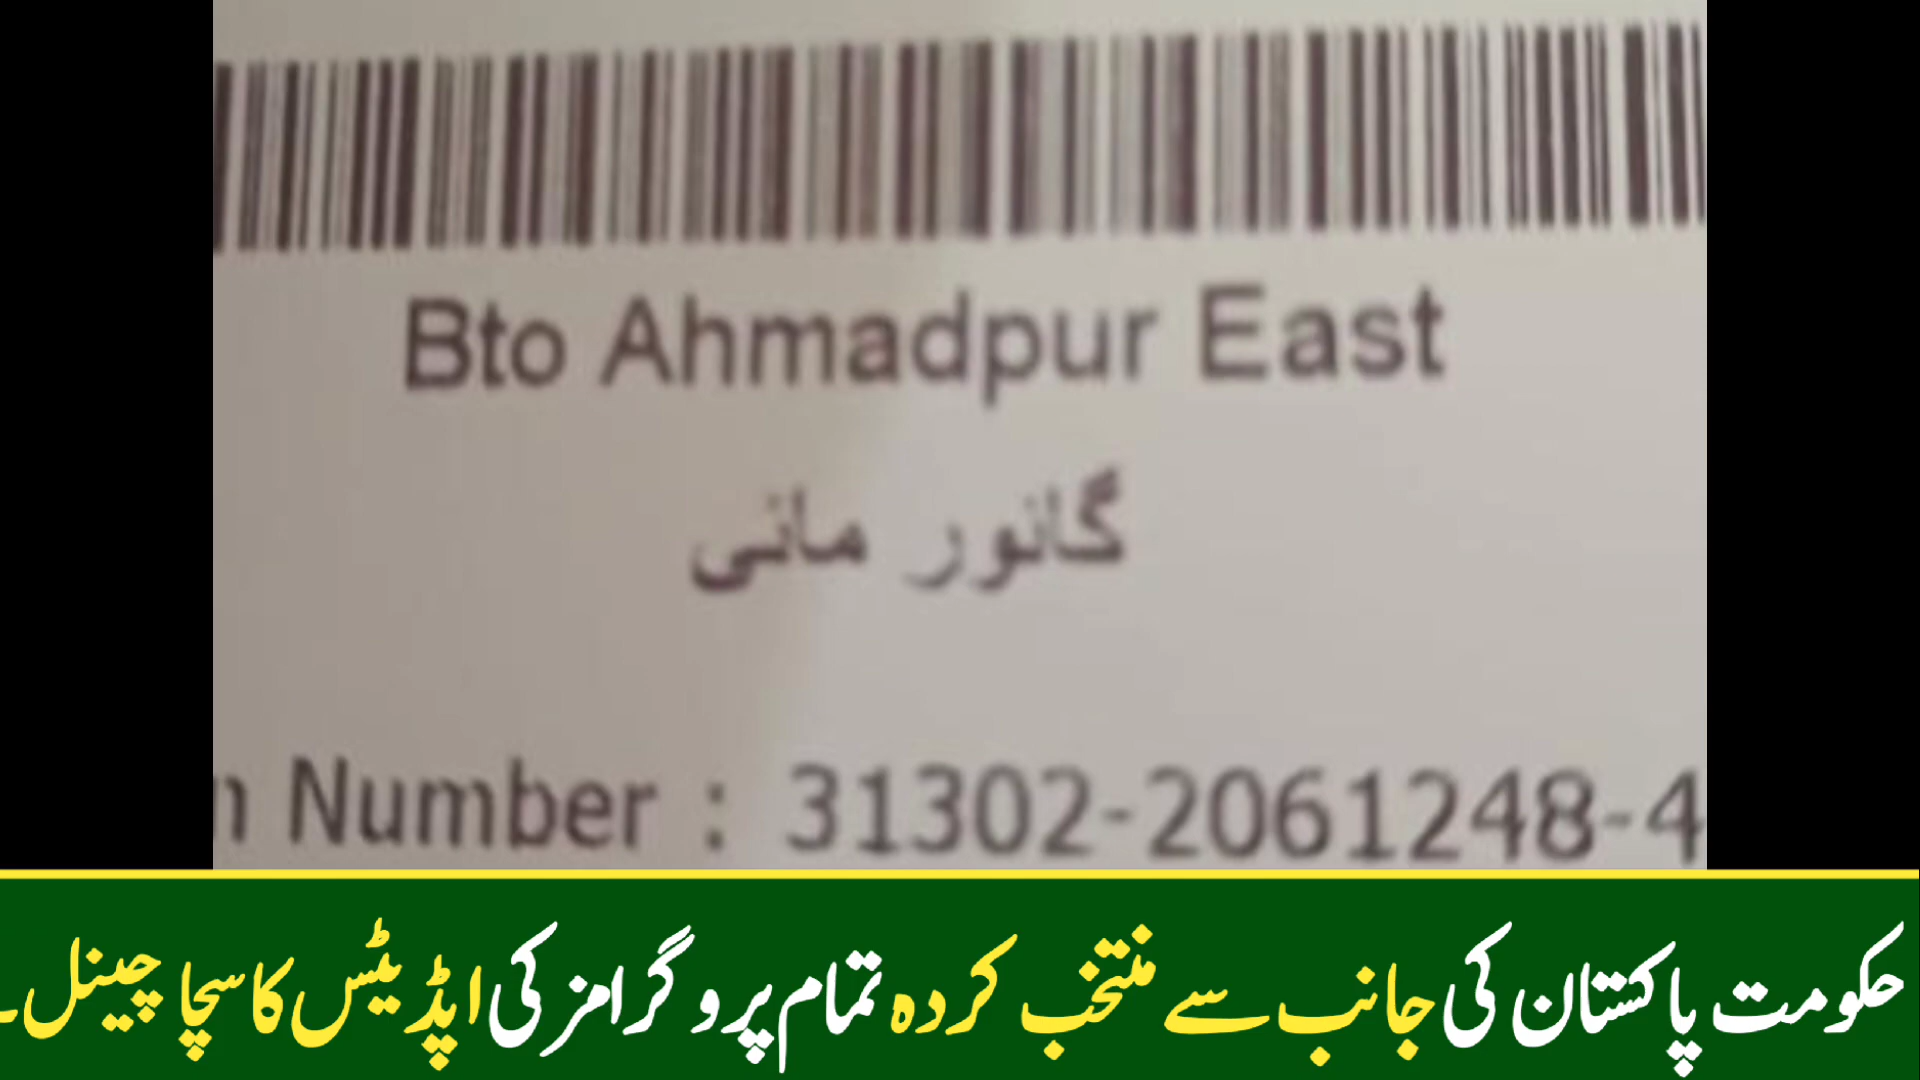 Bto Ahmadpur East
گانور مانی
n Number : 31302-2061248-4
حکومت پاکستان کی جانب سے منتخب کردہ تمام پروگرامز کی اپڈیٹس کا سچا چینل۔